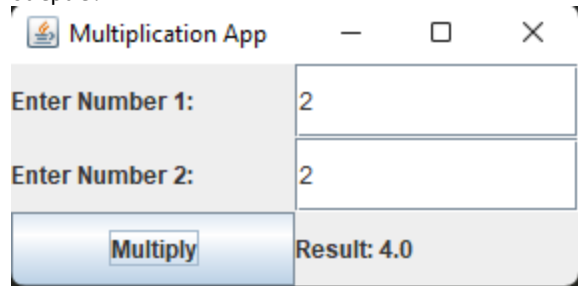 Multiplication App
Enter Number 1: 2
Enter Number 2: 2
Multiply Result: 4.0